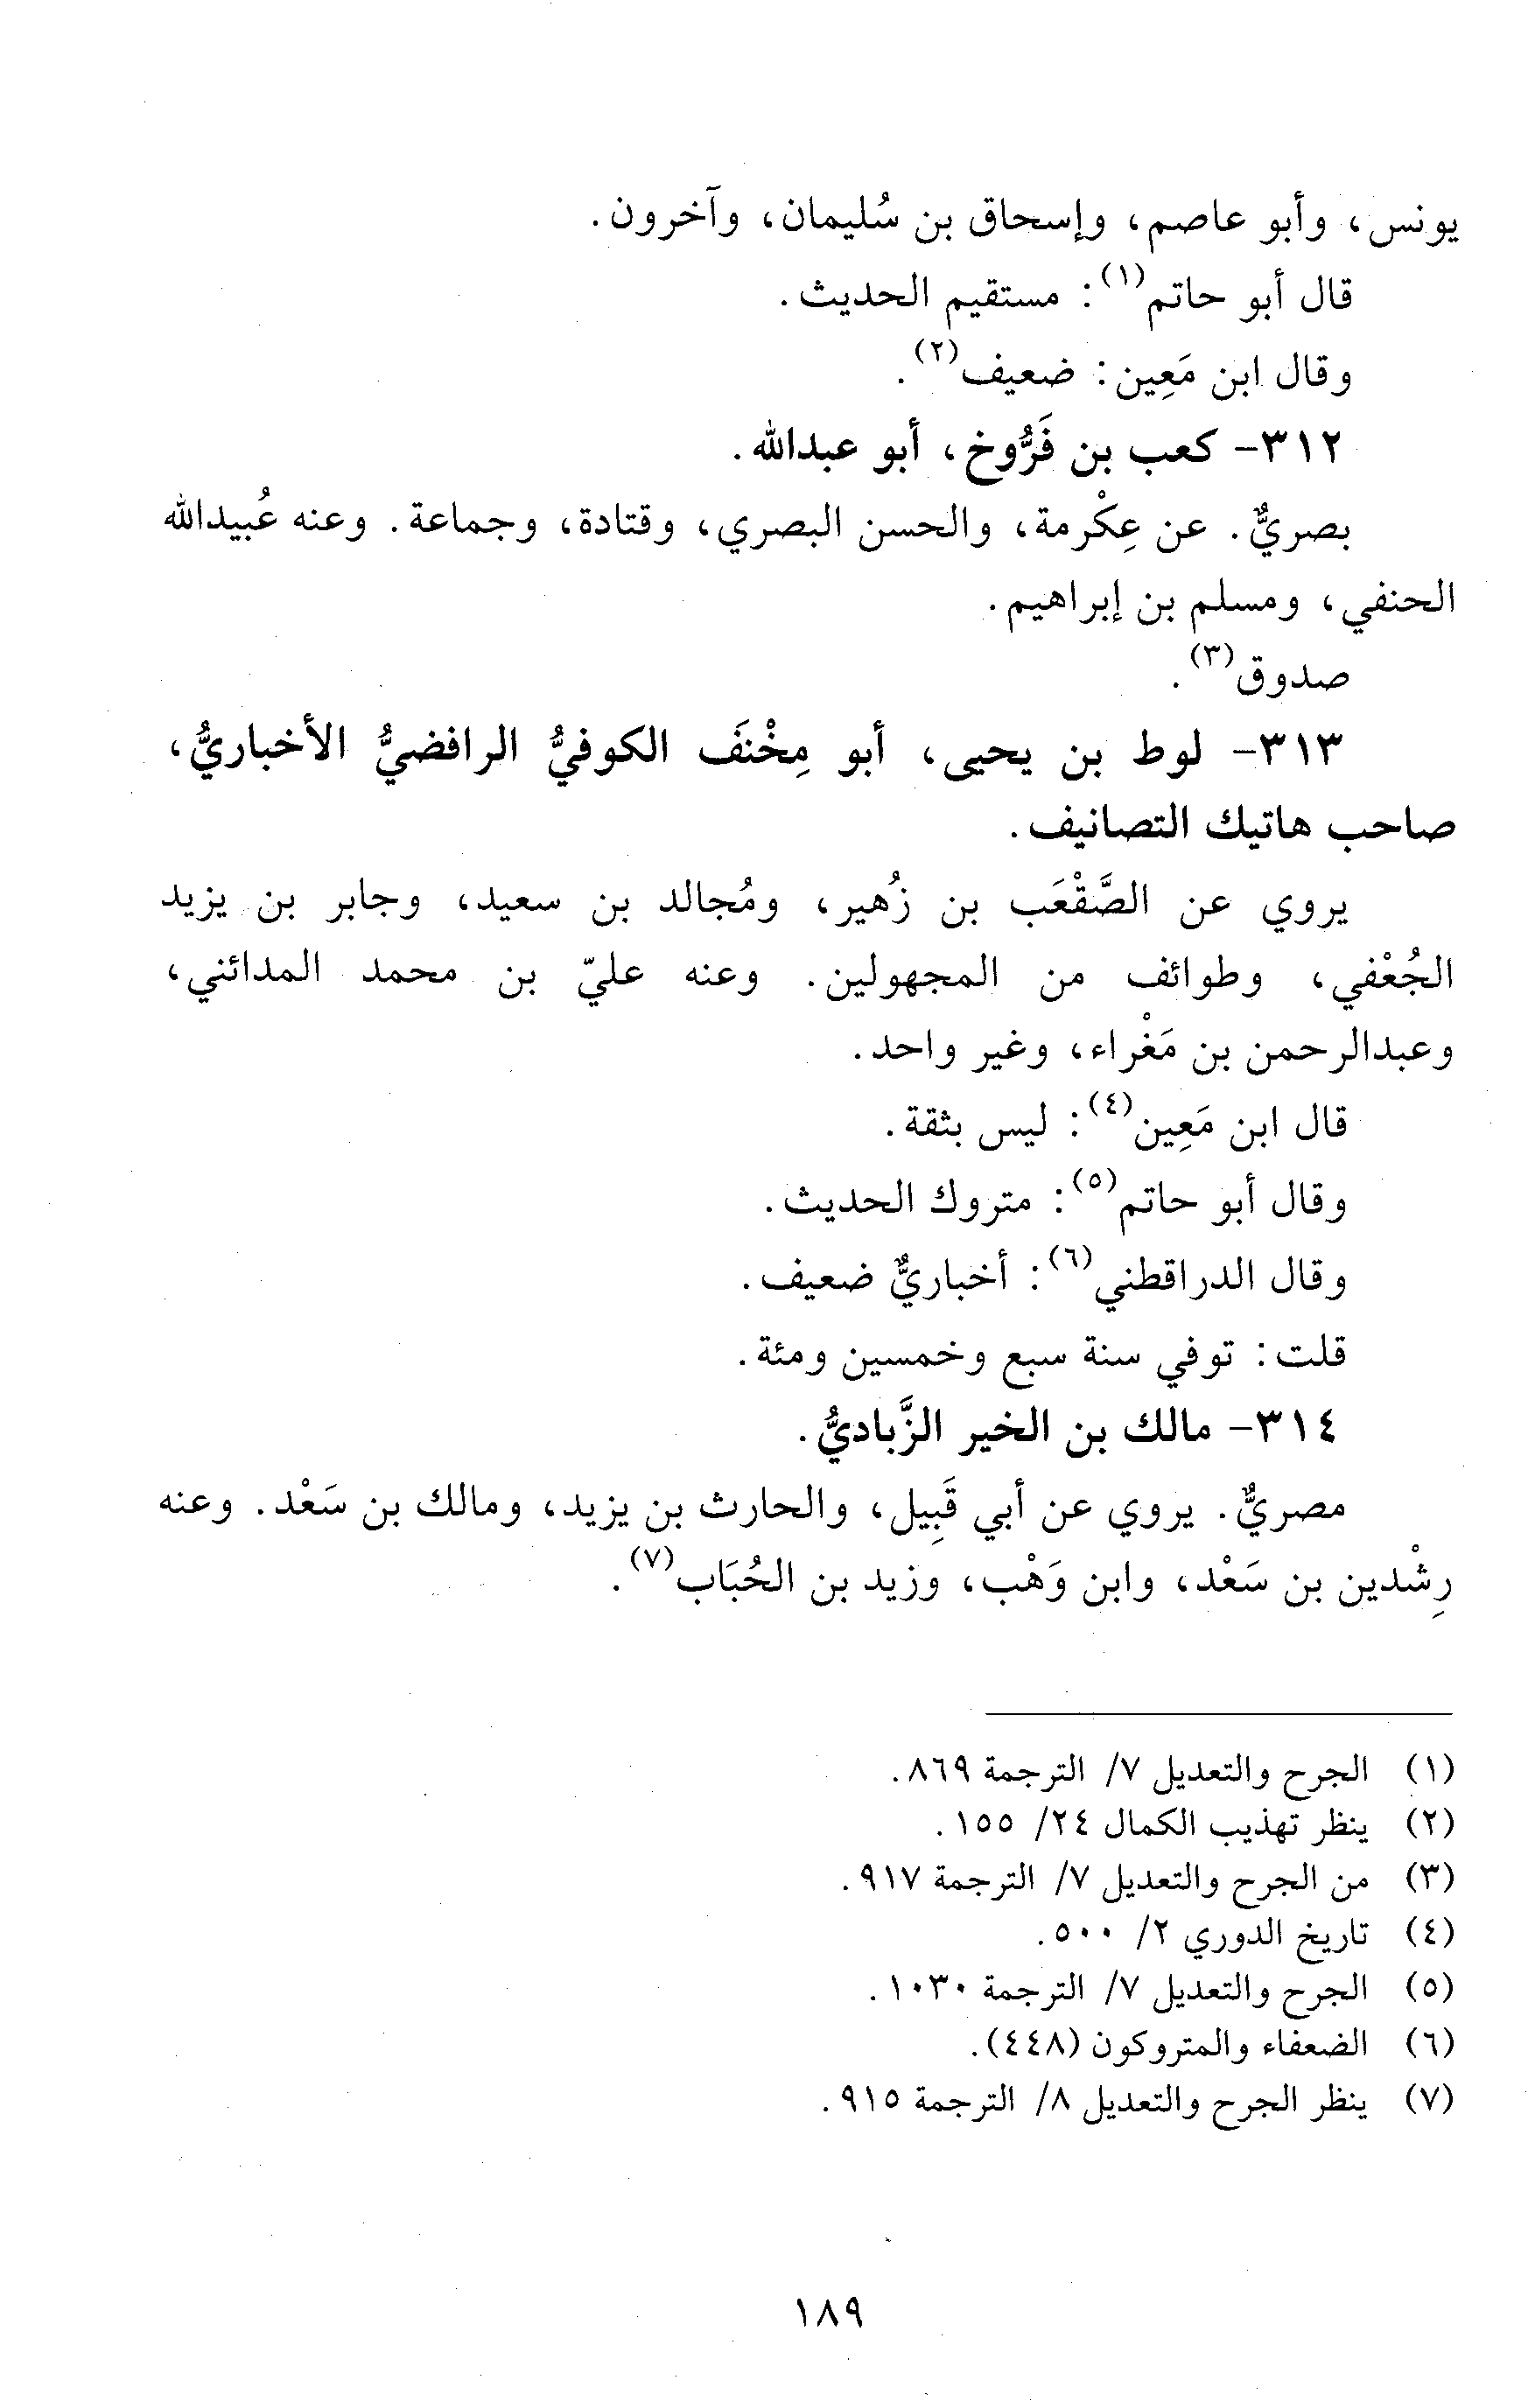 يونس، وأبو عاصم، وإسحاق بن سُليمان، وآخرون.
قال أبو حاتم(١): مستقيم الحديث.
وقال ابن مَعِين: ضعيف(٢).
٣١٢- كعب بن فَرُّوخ، أبو عبدالله.
بصريٌّ. عن عِكْرمة، والحسن البصري، وقتادة، وجماعة. وعنه عُبيدالله
الحنفي، ومسلم بن إبراهيم.
صدوق(٣).
٣١٣- لوط بن يحيى، أبو مِخْنَف الكوفيُّ الرافضيُّ الأخباريُّ،
صاحب هاتيك التصانيف.
يروي عن الصَّقْعَب بن زُهير، ومُجالد بن سعيد، وجابر بن يزيد
الجُعْفي، وطوائف من المجهولين. وعنه عليّ بن محمد المدائني،
وعبدالرحمن بن مَغْراء، وغير واحد.
قال ابن مَعِين(٤): ليس بثقة.
وقال أبو حاتم(٥): متروك الحديث.
وقال الدراقطني(٦): أخباريٌّ ضعيف.
قلت: توفي سنة سبع وخمسين ومئة.
٣١٤- مالك بن الخير الزَّباديُّ.
مصريٌّ. يروي عن أبي قَبِيل، والحارث بن يزيد، ومالك بن سَعْد. وعنه
رِشْدين بن سَعْد، وابن وَهْب، وزيد بن الحُبَاب(٧).
(١) الجرح والتعديل ٧/ الترجمة ٨٦٩.
(٢) ينظر تهذيب الكمال ٢٤/ ١٥٥.
(٣) من الجرح والتعديل ٧/ الترجمة ٩١٧.
(٤) تاريخ الدوري ٢/ ٥٠٠.
(٥) الجرح والتعديل ٧/ الترجمة ١٠٣٠.
(٦) الضعفاء والمتروكون (٤٤٨).
(٧) ينظر الجرح والتعديل ٨/ الترجمة ٩١٥.
١٨٩